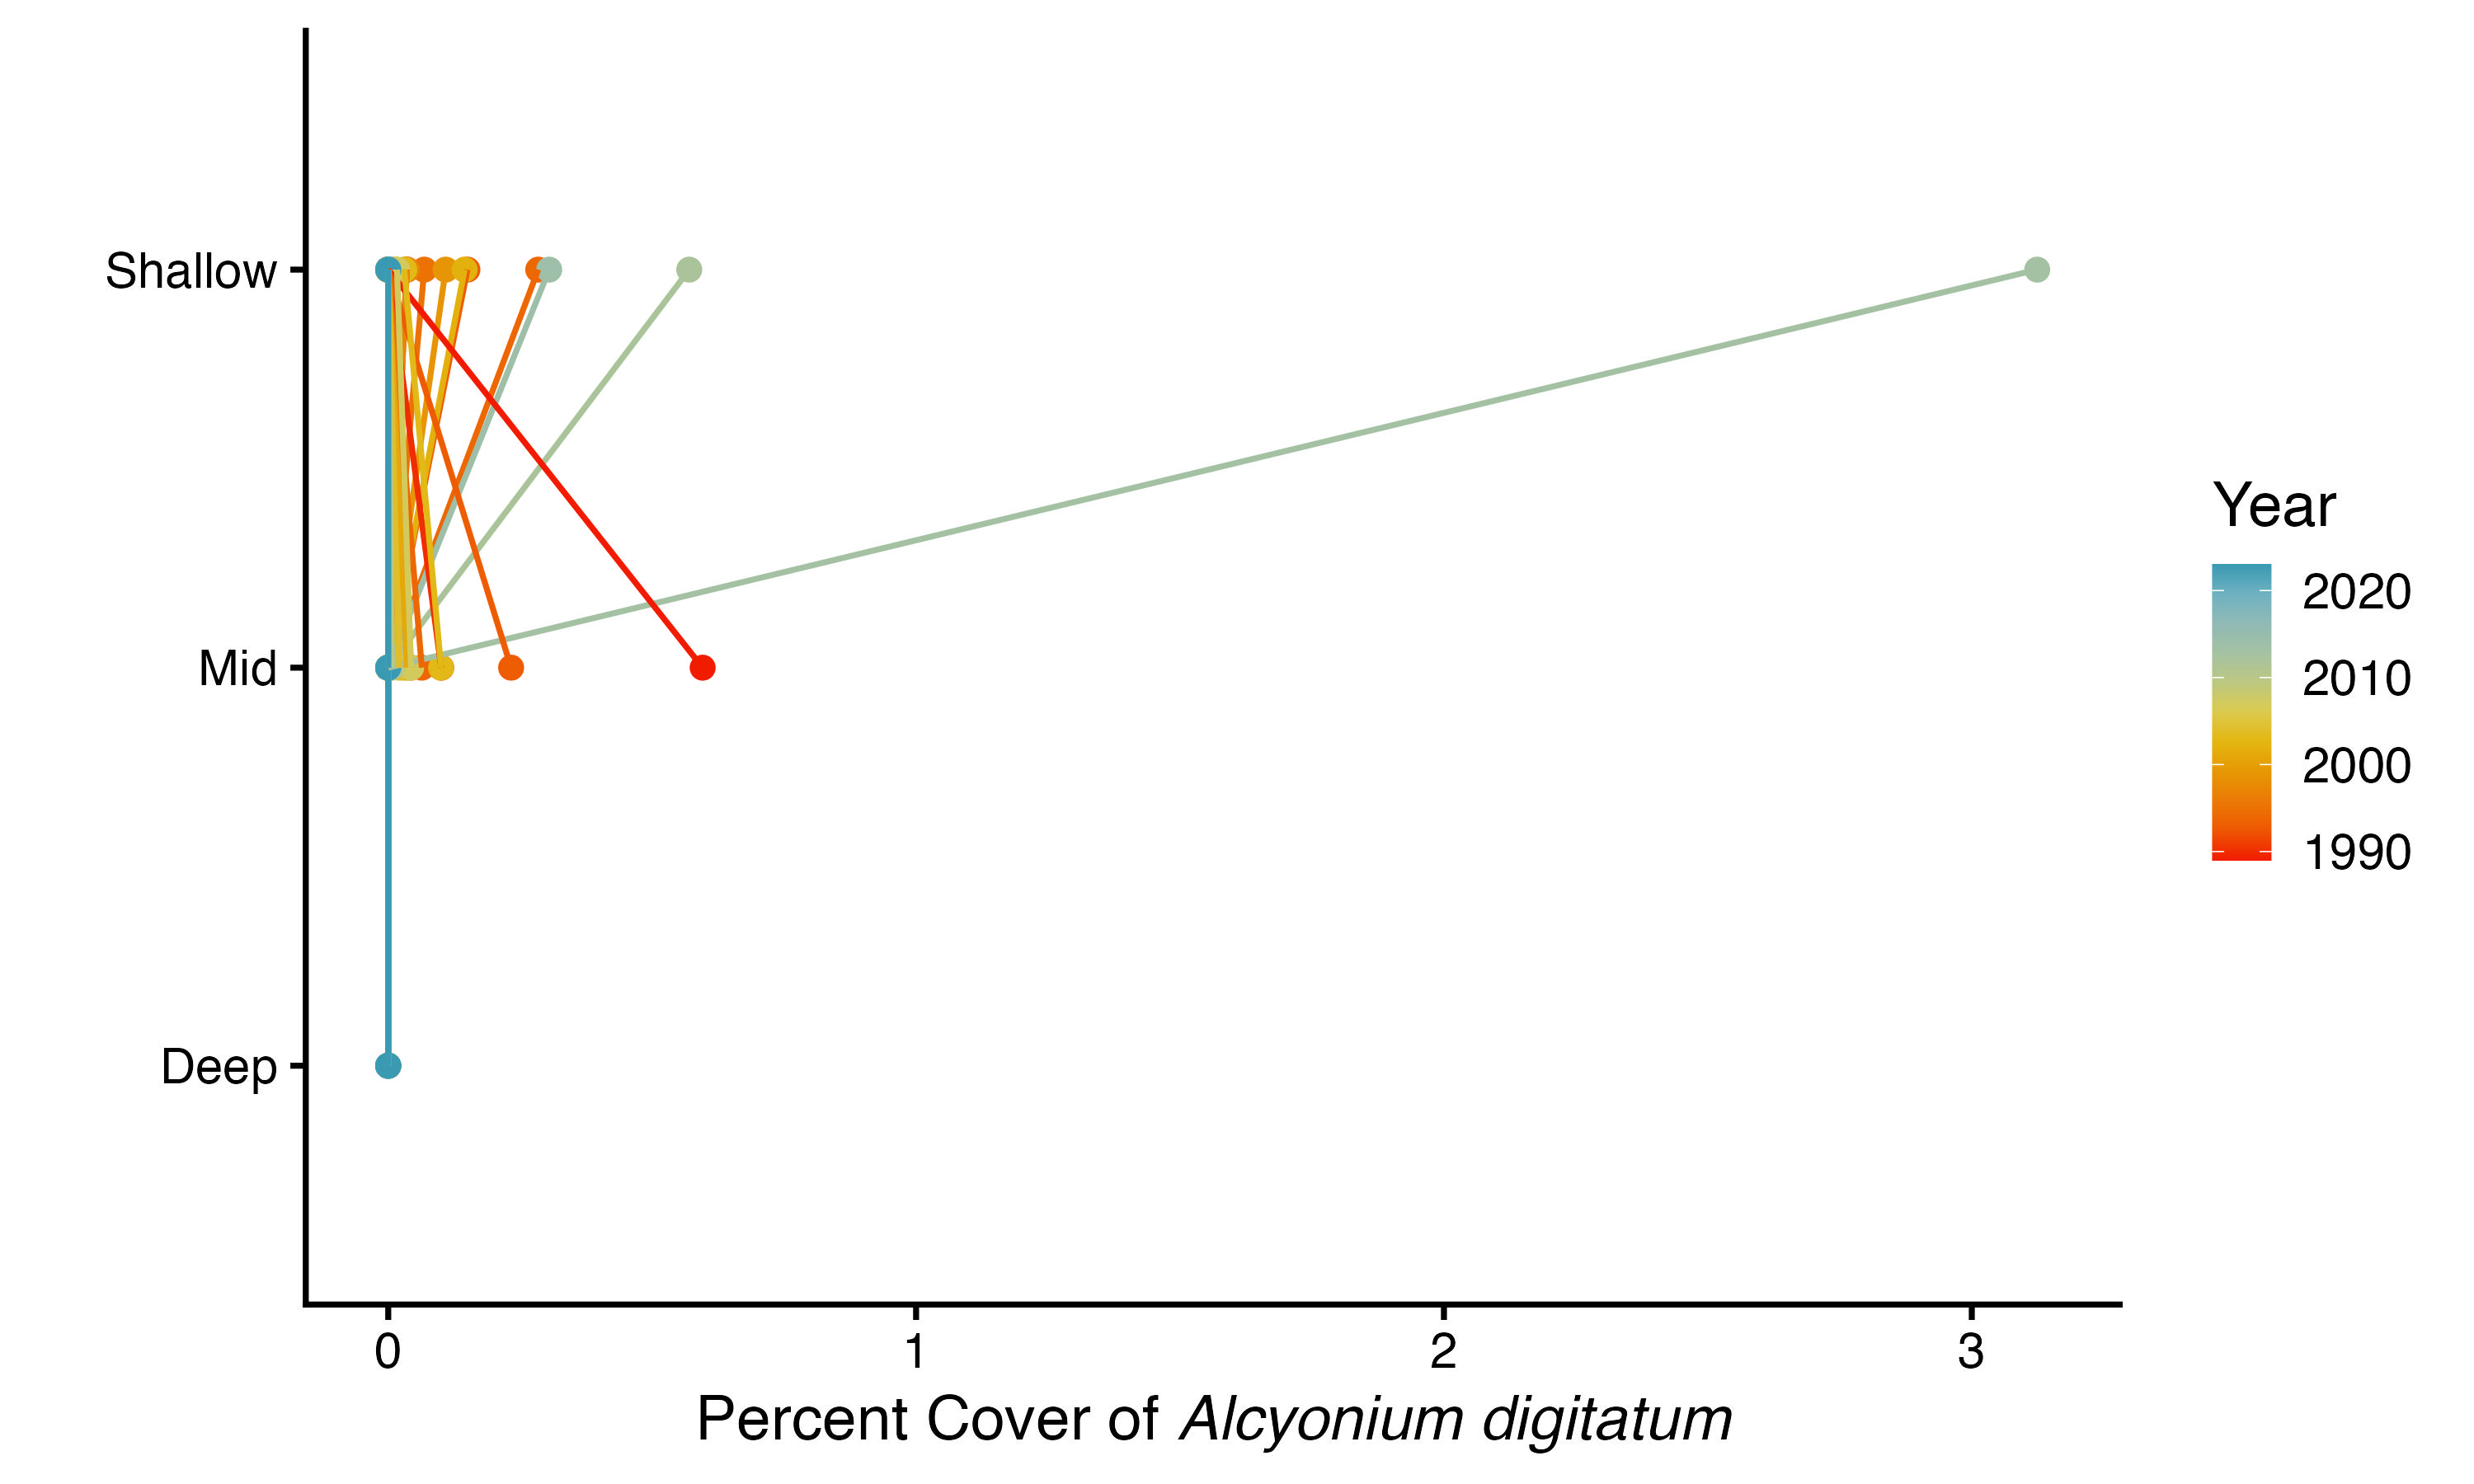 Shallow
Mid
Deep
0 1 2 3
Percent Cover of Alcyonium digitatum
Year
2020
2010
2000
1990